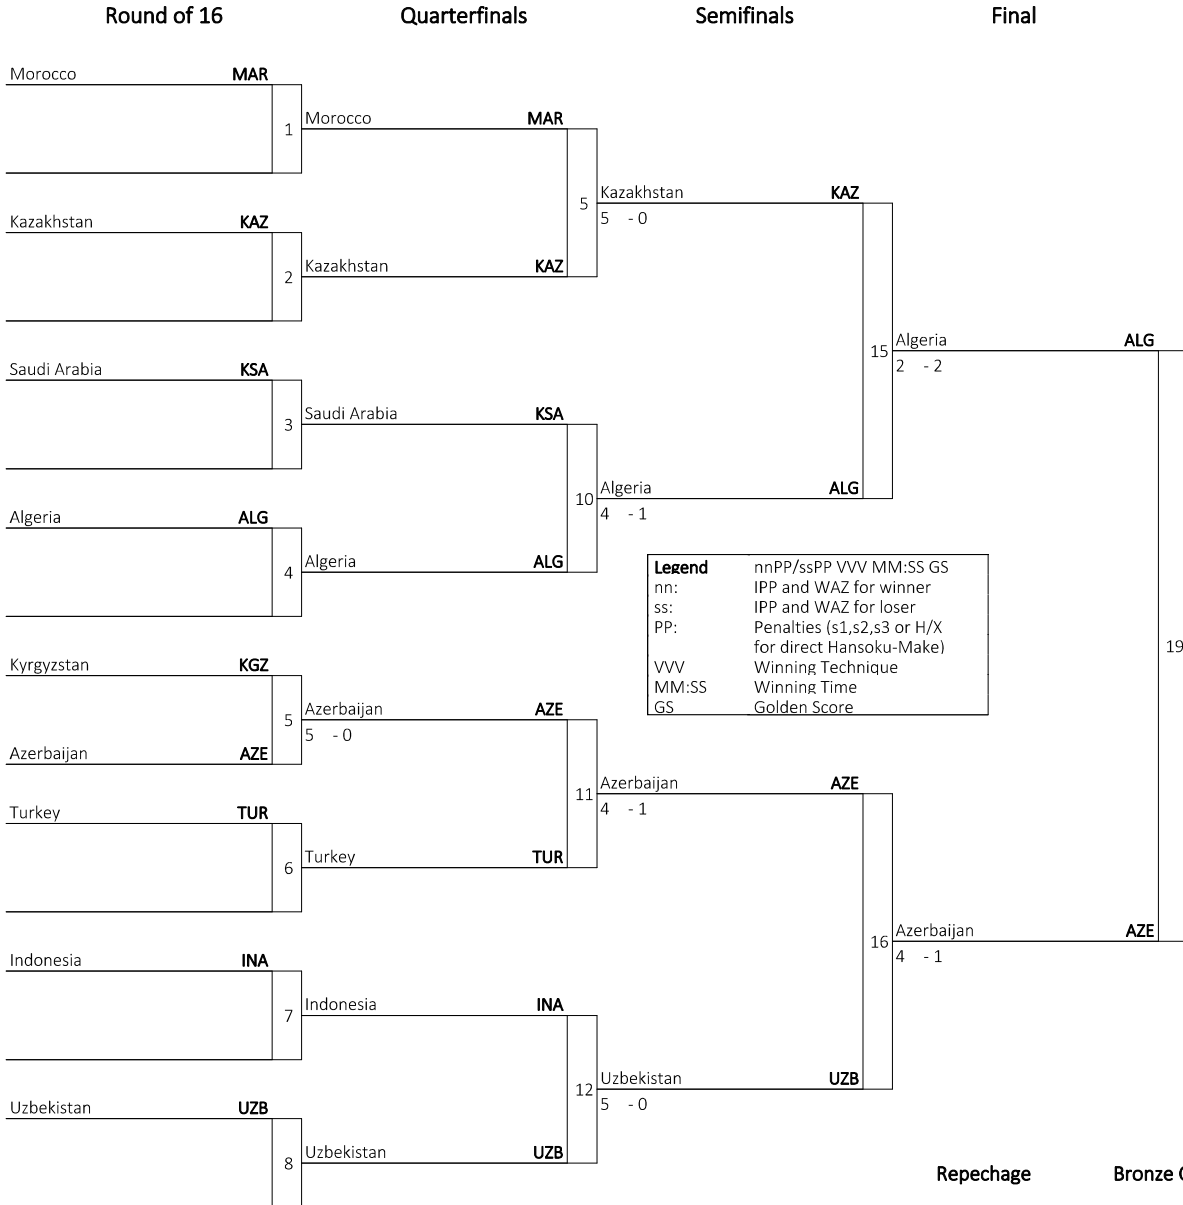 Round of 16 Quarterfinals Semifinals Final
Morocco MAR
1 Morocco MAR
Kazakhstan KAZ
5
5 - 0
Kazakhstan KAZ
2 Kazakhstan KAZ
15 Algeria ALG
2 - 2
Saudi Arabia KSA
3 Saudi Arabia KSA
10 Algeria ALG
4 - 1
Algeria ALG
4 Algeria ALG
Legend nnPP/ssPP VVV MM:SS GS
nn: IPP and WAZ for winner
ss: IPP and WAZ for loser
PP: Penalties (s1,s2,s3 or H/X
for direct Hansoku-Make)
VVV Winning Technique
MM:SS Winning Time
GS Golden Score
19
Kyrgyzstan KGZ
5 Azerbaijan AZE
5 - 0
Azerbaijan AZE
11 Azerbaijan AZE
4 - 1
Turkey TUR
6 Turkey TUR
16 Azerbaijan AZE
4 - 1
Indonesia INA
7 Indonesia INA
12 Uzbekistan UZB
5 - 0
Uzbekistan UZB
8 Uzbekistan UZB
Repechage Bronze